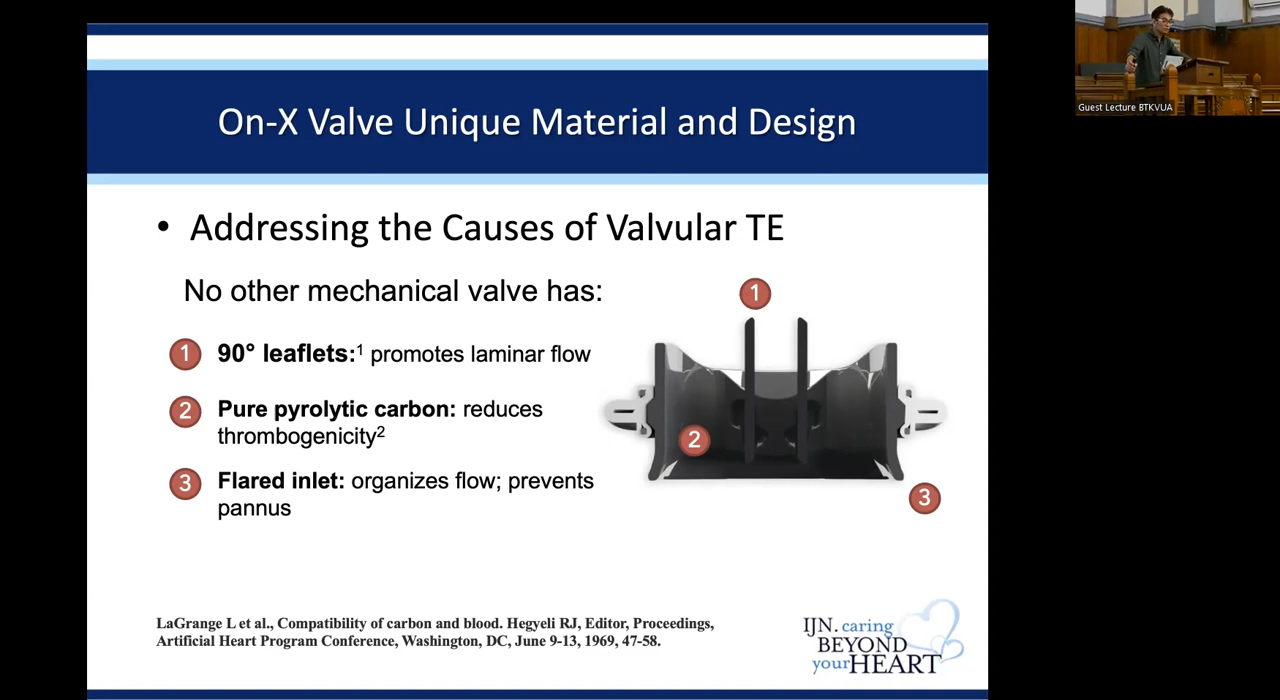 On-X Valve Unique Material and Design
Guest Lecture BTKVUA
• Addressing the Causes of Valvular TE
No other mechanical valve has:
1 90° leaflets:¹ promotes laminar flow
2 Pure pyrolytic carbon: reduces
thrombogenicity²
3 Flared inlet: organizes flow; prevents
pannus
1
2
3
LaGrange L et al., Compatibility of carbon and blood. Hegyeli RJ, Editor, Proceedings,
Artificial Heart Program Conference, Washington, DC, June 9-13, 1969, 47-58.
IJN. caring
BEYOND
your HEART